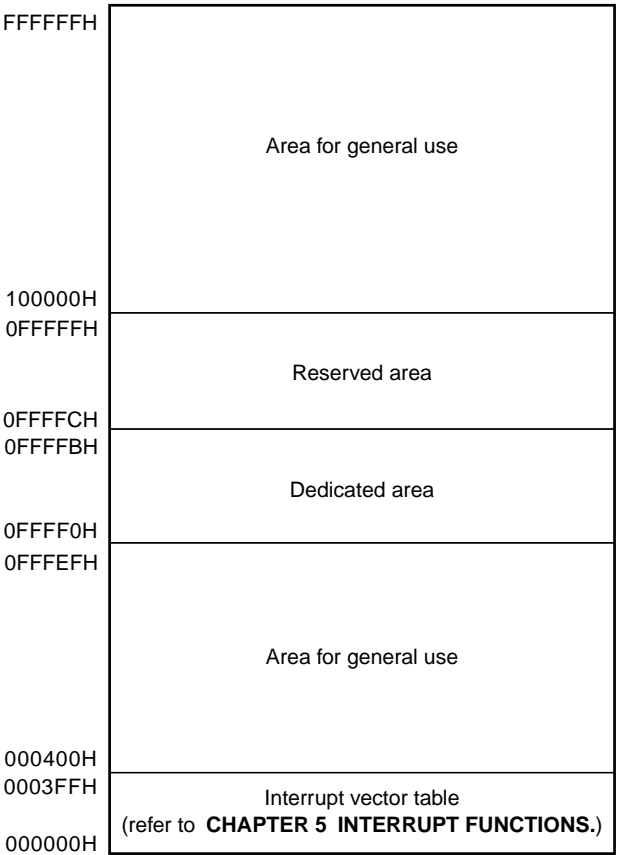 FFFFFFH
Area for general use
100000H
0FFFFFH
Reserved area
0FFFFCH
0FFFFBH
Dedicated area
0FFFF0H
0FFFEFH
Area for general use
000400H
0003FFH
Interrupt vector table
(refer to CHAPTER 5 INTERRUPT FUNCTIONS.)
000000H